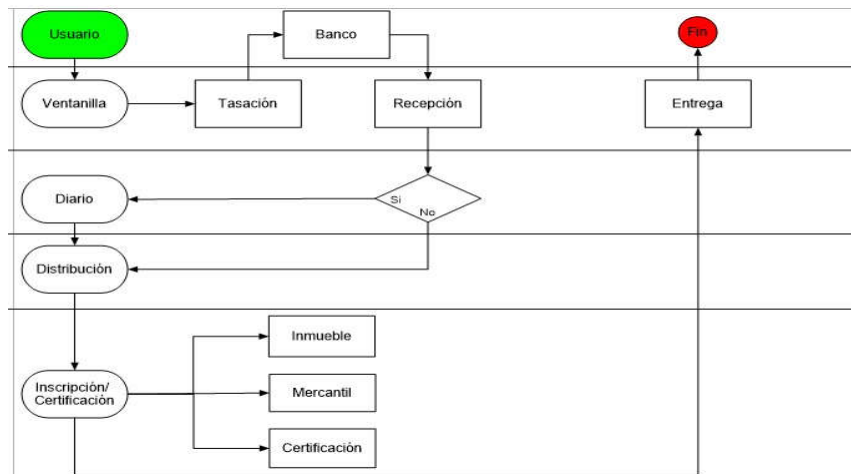 Usuario
Banco
Fin
Ventanilla
Tasación
Recepción
Entrega
Diario
Si
No
Distribución
Inmueble
Inscripción/
Certificación
Mercantil
Certificación